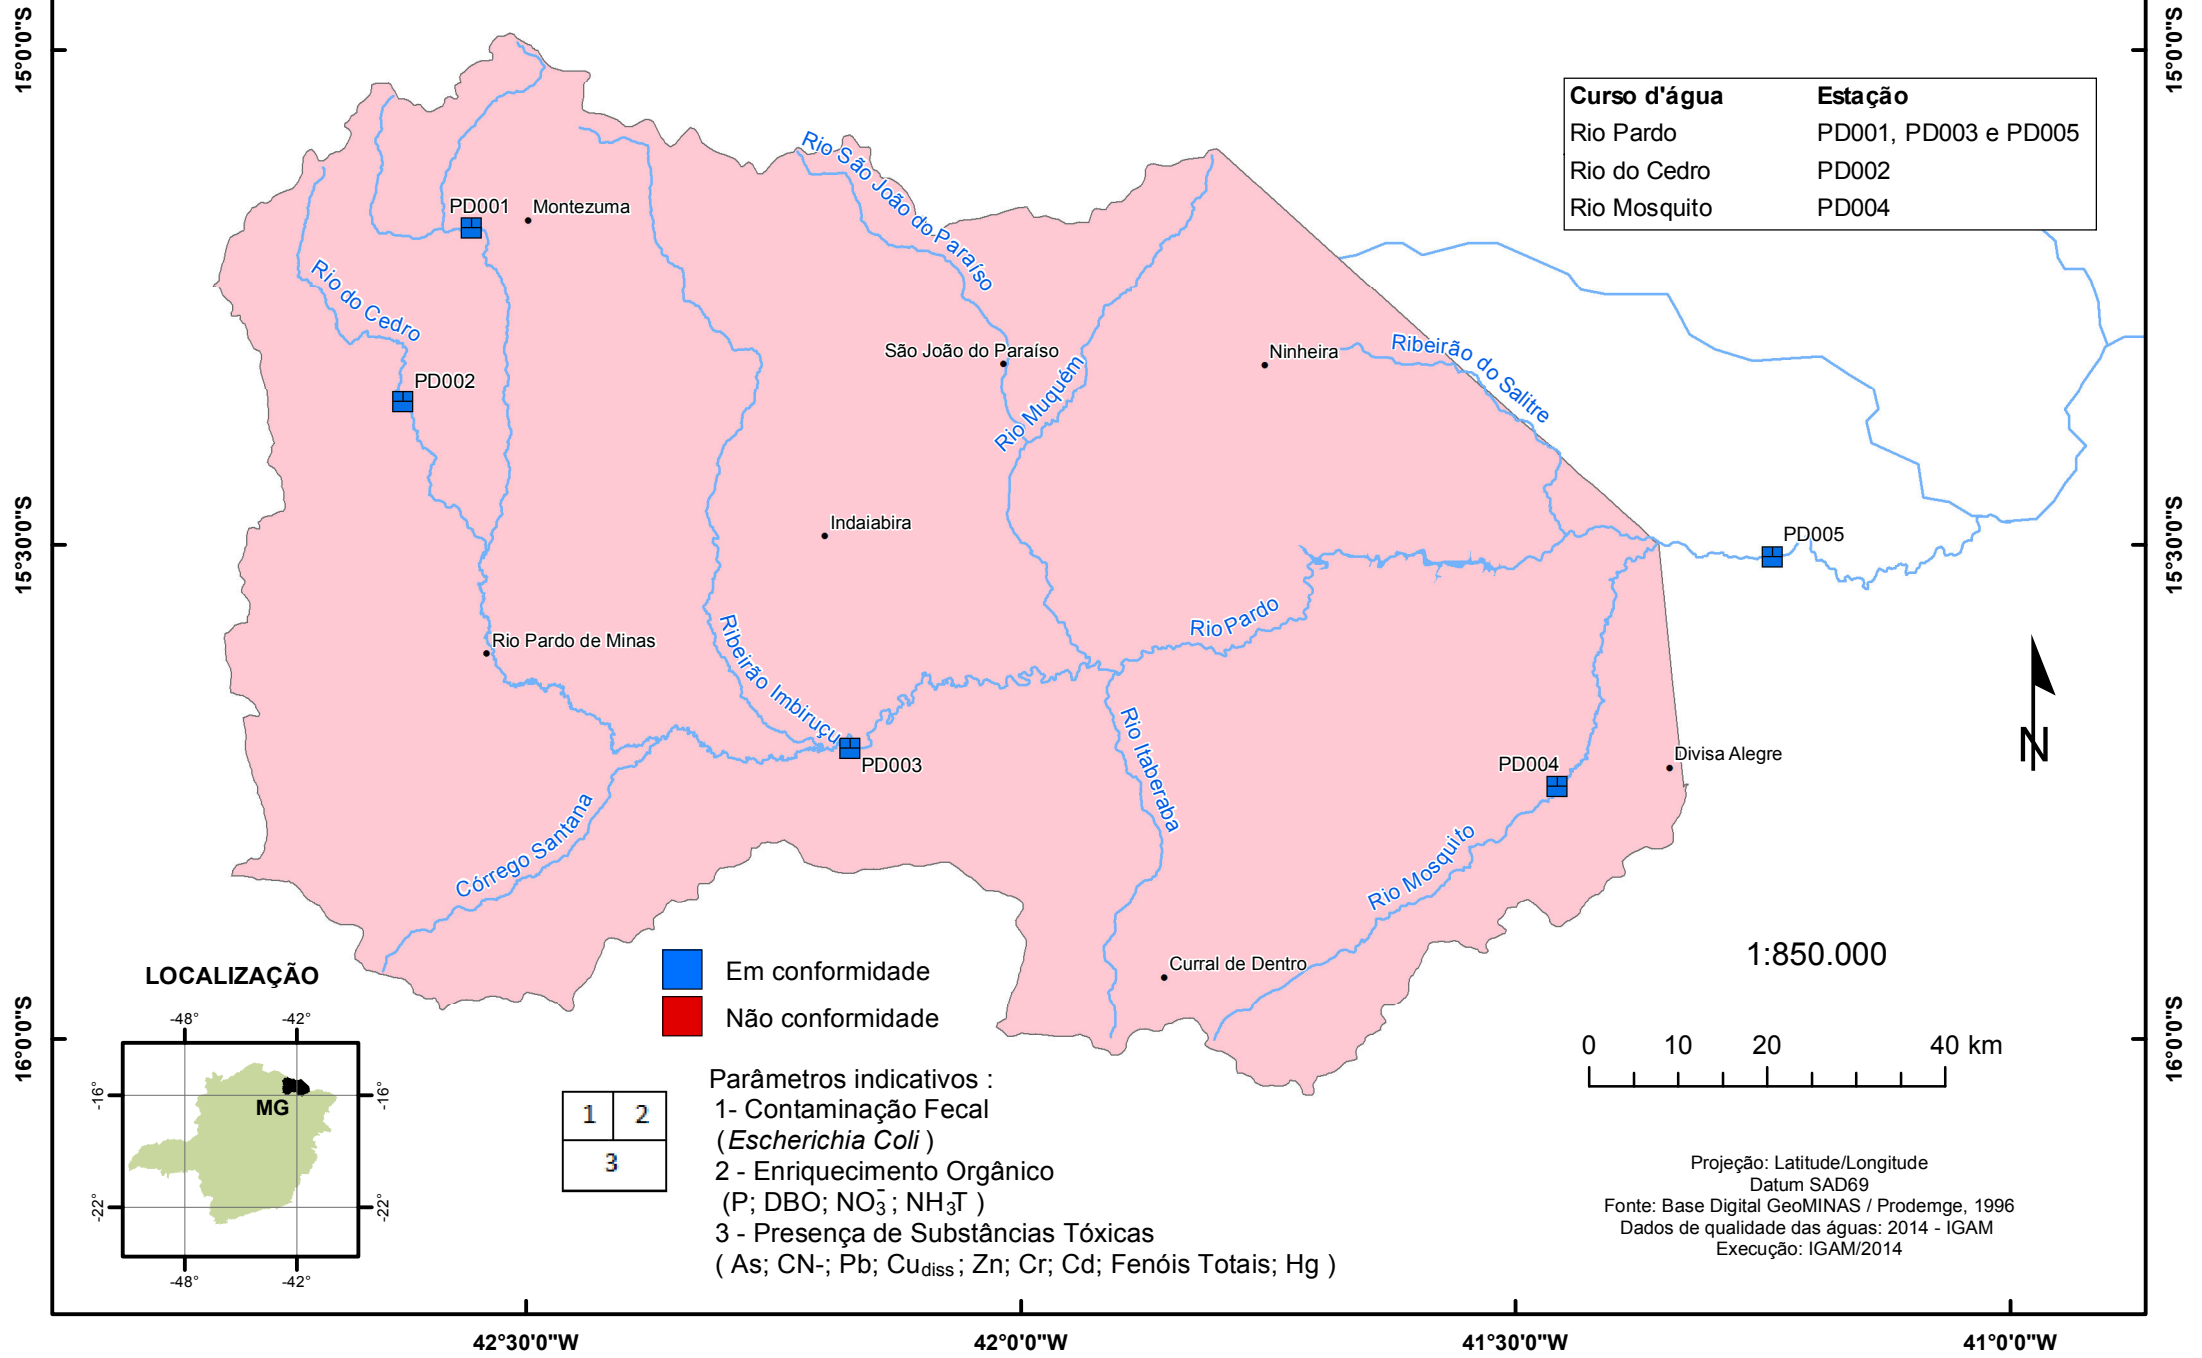 15°0'0"S
15°0'0"S
Curso d'água Estação
Rio Pardo PD001, PD003 e PD005
Rio do Cedro PD002
Rio Mosquito PD004
Rio São João do Paraíso
PD001
Montezuma
Rio do Cedro
PD002
São João do Paraíso
Rio Muquém
Ninheira
Ribeirão do Salitre
Indaiabira
15°30'0"S
15°30'0"S
PD005
Rio Pardo
Rio Pardo de Minas
Ribeirão Imbiruçu
PD003
Rio Itaberaba
PD004
Divisa Alegre
Córrego Santana
Rio Mosquito
Curral de Dentro
N
1:850.000
0 10 20 40 km
16°0'0"S
16°0'0"S
LOCALIZAÇÃO
-48° -42°
-16° -16°
MG
-22° -22°
-48° -42°
Em conformidade
Não conformidade
1 2
3
Parâmetros indicativos :
1- Contaminação Fecal
(Escherichia Coli )
2 - Enriquecimento Orgânico
(P; DBO; NO₃⁻; NH₃T )
3 - Presença de Substâncias Tóxicas
( As; CN-; Pb; Cu diss; Zn; Cr; Cd; Fenóis Totais; Hg )
Projeção: Latitude/Longitude
Datum SAD69
Fonte: Base Digital GeoMINAS / Prodemge, 1996
Dados de qualidade das águas: 2014 - IGAM
Execução: IGAM/2014
42°30'0"W 42°0'0"W 41°30'0"W 41°0'0"W